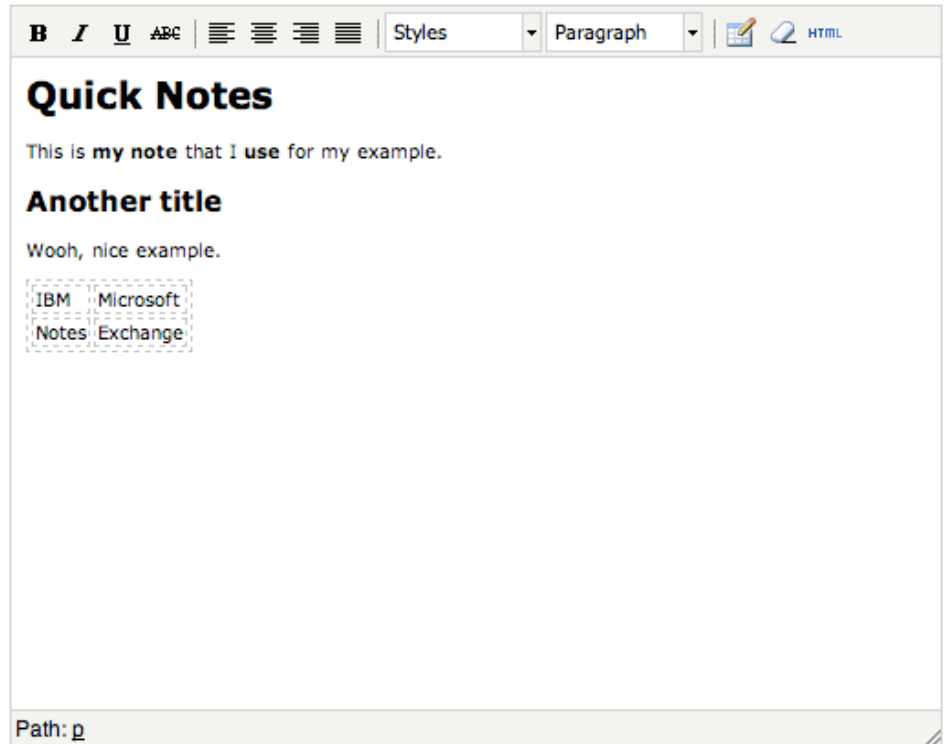 B I U ABC Styles Paragraph HTML
Quick Notes
This is my note that I use for my example.
Another title
Wooh, nice example.
IBM Microsoft
Notes Exchange
Path: p